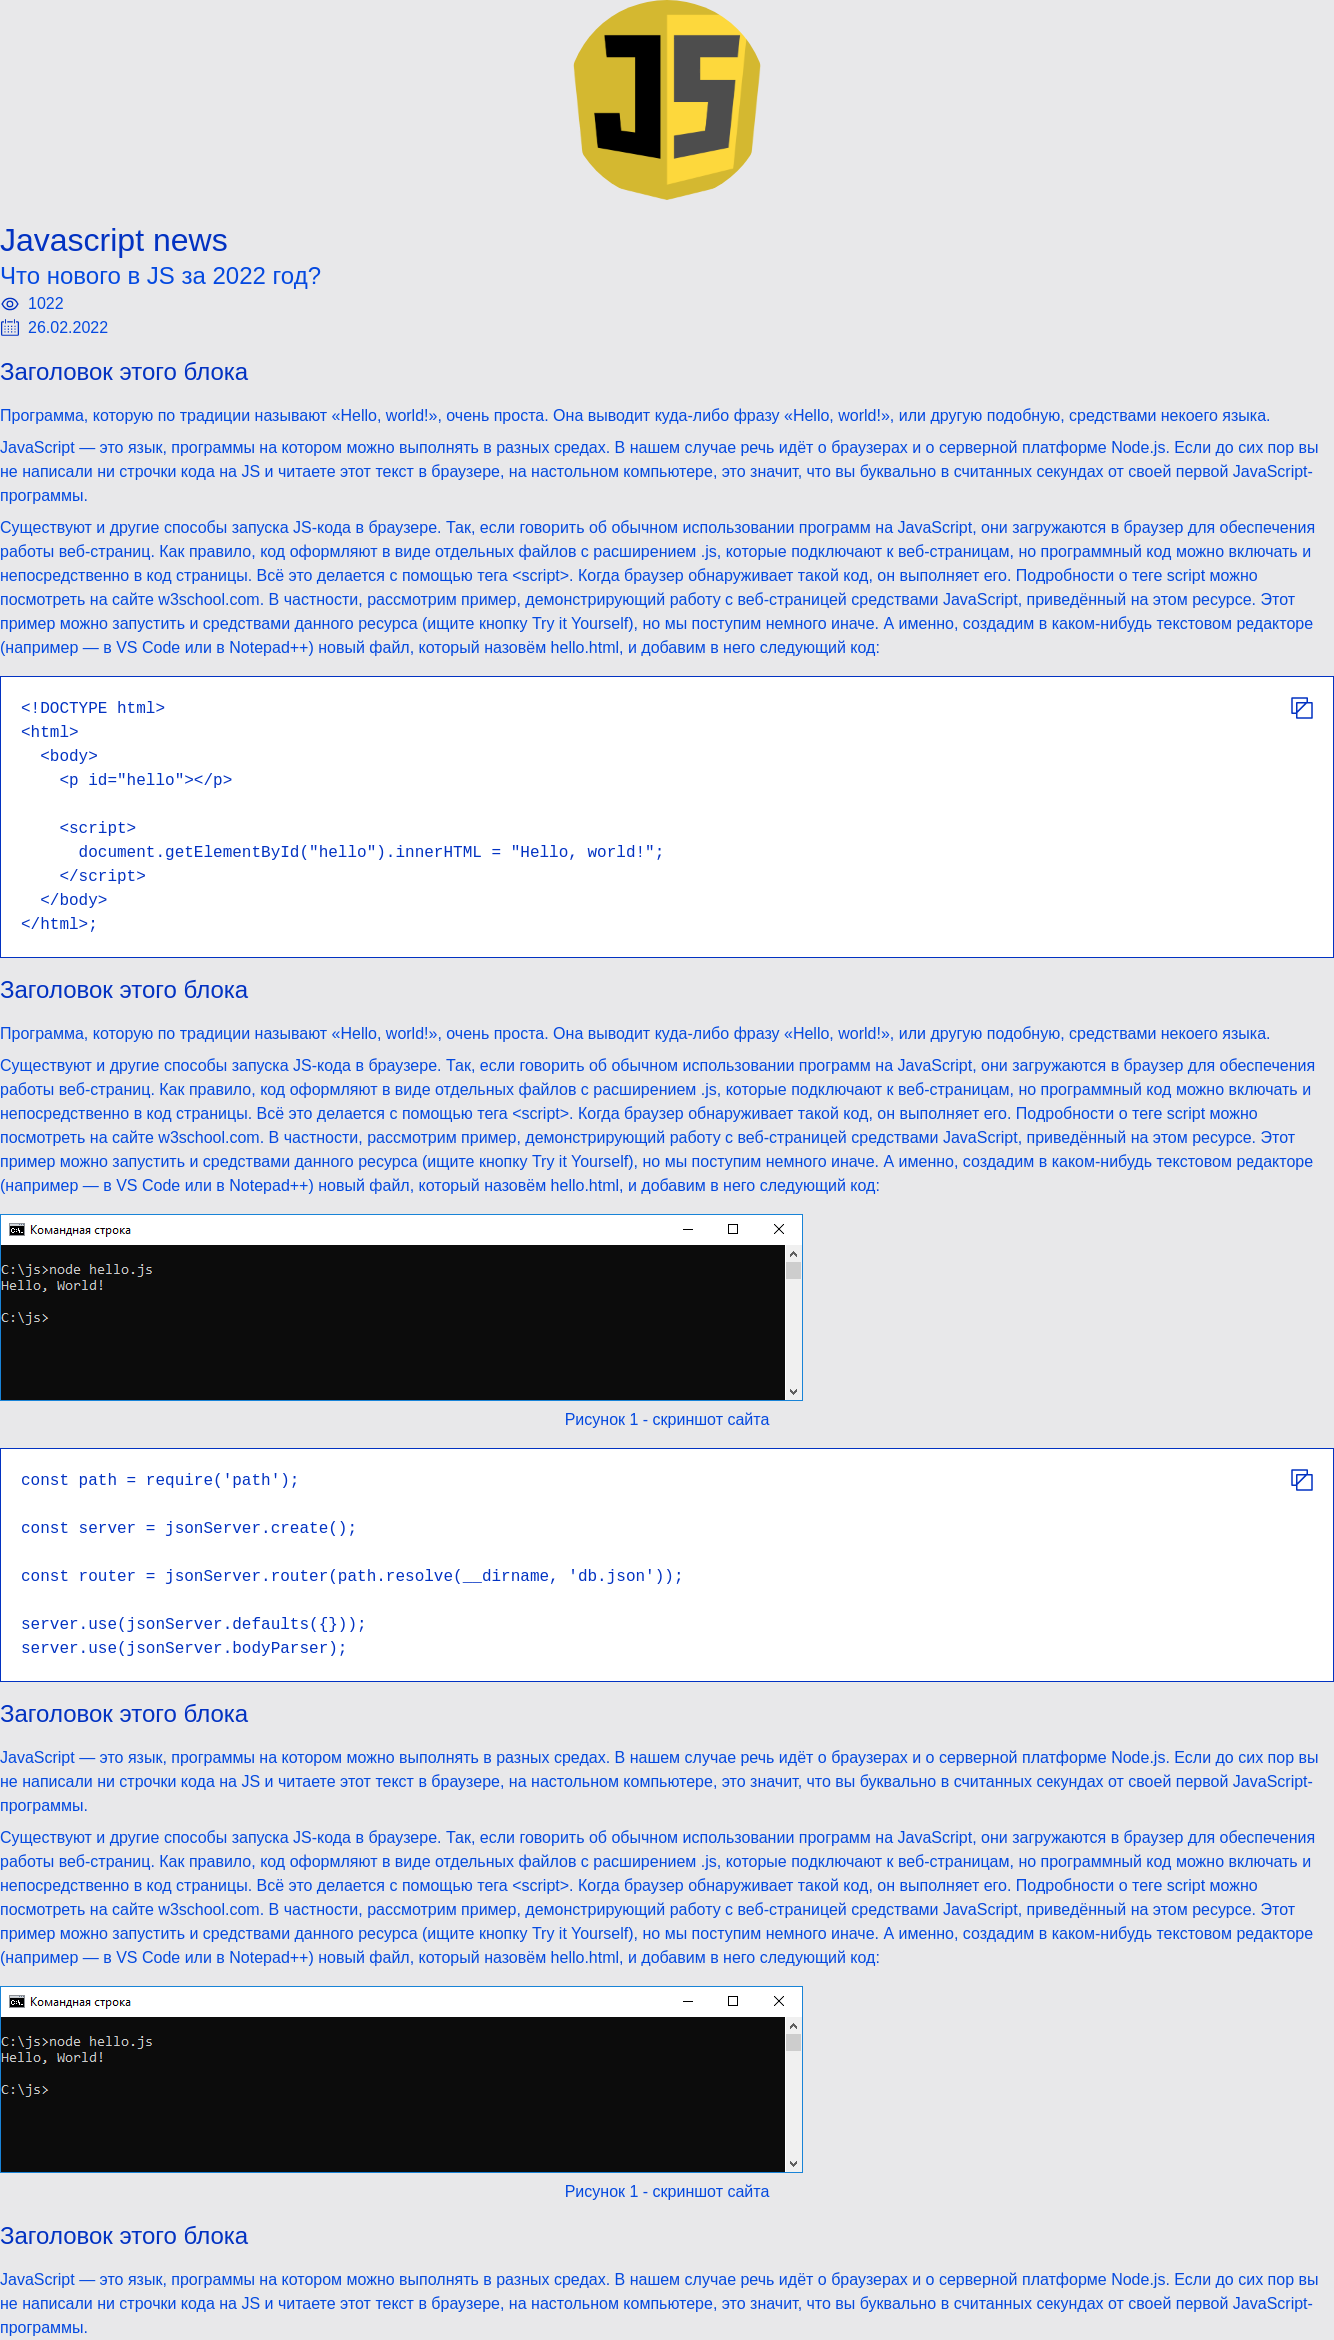 JS
Javascript news
Что нового в JS за 2022 год?
1022
26.02.2022
Заголовок этого блока
Программа, которую по традиции называют «Hello, world!», очень проста. Она выводит куда-либо фразу «Hello, world!», или другую подобную, средствами некоего языка.
JavaScript — это язык, программы на котором можно выполнять в разных средах. В нашем случае речь идёт о браузерах и о серверной платформе Node.js. Если до сих пор вы
не написали ни строчки кода на JS и читаете этот текст в браузере, на настольном компьютере, это значит, что вы буквально в считанных секундах от своей первой JavaScript-
программы.
Существуют и другие способы запуска JS-кода в браузере. Так, если говорить об обычном использовании программ на JavaScript, они загружаются в браузер для обеспечения
работы веб-страниц. Как правило, код оформляют в виде отдельных файлов с расширением .js, которые подключают к веб-страницам, но программный код можно включать и
непосредственно в код страницы. Всё это делается с помощью тега <script>. Когда браузер обнаруживает такой код, он выполняет его. Подробности о теге script можно
посмотреть на сайте w3school.com. В частности, рассмотрим пример, демонстрирующий работу с веб-страницей средствами JavaScript, приведённый на этом ресурсе. Этот
пример можно запустить и средствами данного ресурса (ищите кнопку Try it Yourself), но мы поступим немного иначе. А именно, создадим в каком-нибудь текстовом редакторе
(например — в VS Code или в Notepad++) новый файл, который назовём hello.html, и добавим в него следующий код:
<!DOCTYPE html>
<html>
  <body>
    <p id="hello"></p>

    <script>
      document.getElementById("hello").innerHTML = "Hello, world!";
    </script>
  </body>
</html>;
Заголовок этого блока
Программа, которую по традиции называют «Hello, world!», очень проста. Она выводит куда-либо фразу «Hello, world!», или другую подобную, средствами некоего языка.
Существуют и другие способы запуска JS-кода в браузере. Так, если говорить об обычном использовании программ на JavaScript, они загружаются в браузер для обеспечения
работы веб-страниц. Как правило, код оформляют в виде отдельных файлов с расширением .js, которые подключают к веб-страницам, но программный код можно включать и
непосредственно в код страницы. Всё это делается с помощью тега <script>. Когда браузер обнаруживает такой код, он выполняет его. Подробности о теге script можно
посмотреть на сайте w3school.com. В частности, рассмотрим пример, демонстрирующий работу с веб-страницей средствами JavaScript, приведённый на этом ресурсе. Этот
пример можно запустить и средствами данного ресурса (ищите кнопку Try it Yourself), но мы поступим немного иначе. А именно, создадим в каком-нибудь текстовом редакторе
(например — в VS Code или в Notepad++) новый файл, который назовём hello.html, и добавим в него следующий код:
Командная строка
C:\js>node hello.js
Hello, World!
C:\js>
Рисунок 1 - скриншот сайта
const path = require('path');

const server = jsonServer.create();

const router = jsonServer.router(path.resolve(__dirname, 'db.json'));

server.use(jsonServer.defaults({}));
server.use(jsonServer.bodyParser);
Заголовок этого блока
JavaScript — это язык, программы на котором можно выполнять в разных средах. В нашем случае речь идёт о браузерах и о серверной платформе Node.js. Если до сих пор вы
не написали ни строчки кода на JS и читаете этот текст в браузере, на настольном компьютере, это значит, что вы буквально в считанных секундах от своей первой JavaScript-
программы.
Существуют и другие способы запуска JS-кода в браузере. Так, если говорить об обычном использовании программ на JavaScript, они загружаются в браузер для обеспечения
работы веб-страниц. Как правило, код оформляют в виде отдельных файлов с расширением .js, которые подключают к веб-страницам, но программный код можно включать и
непосредственно в код страницы. Всё это делается с помощью тега <script>. Когда браузер обнаруживает такой код, он выполняет его. Подробности о теге script можно
посмотреть на сайте w3school.com. В частности, рассмотрим пример, демонстрирующий работу с веб-страницей средствами JavaScript, приведённый на этом ресурсе. Этот
пример можно запустить и средствами данного ресурса (ищите кнопку Try it Yourself), но мы поступим немного иначе. А именно, создадим в каком-нибудь текстовом редакторе
(например — в VS Code или в Notepad++) новый файл, который назовём hello.html, и добавим в него следующий код:
Командная строка
C:\js>node hello.js
Hello, World!
C:\js>
Рисунок 1 - скриншот сайта
Заголовок этого блока
JavaScript — это язык, программы на котором можно выполнять в разных средах. В нашем случае речь идёт о браузерах и о серверной платформе Node.js. Если до сих пор вы
не написали ни строчки кода на JS и читаете этот текст в браузере, на настольном компьютере, это значит, что вы буквально в считанных секундах от своей первой JavaScript-
программы.